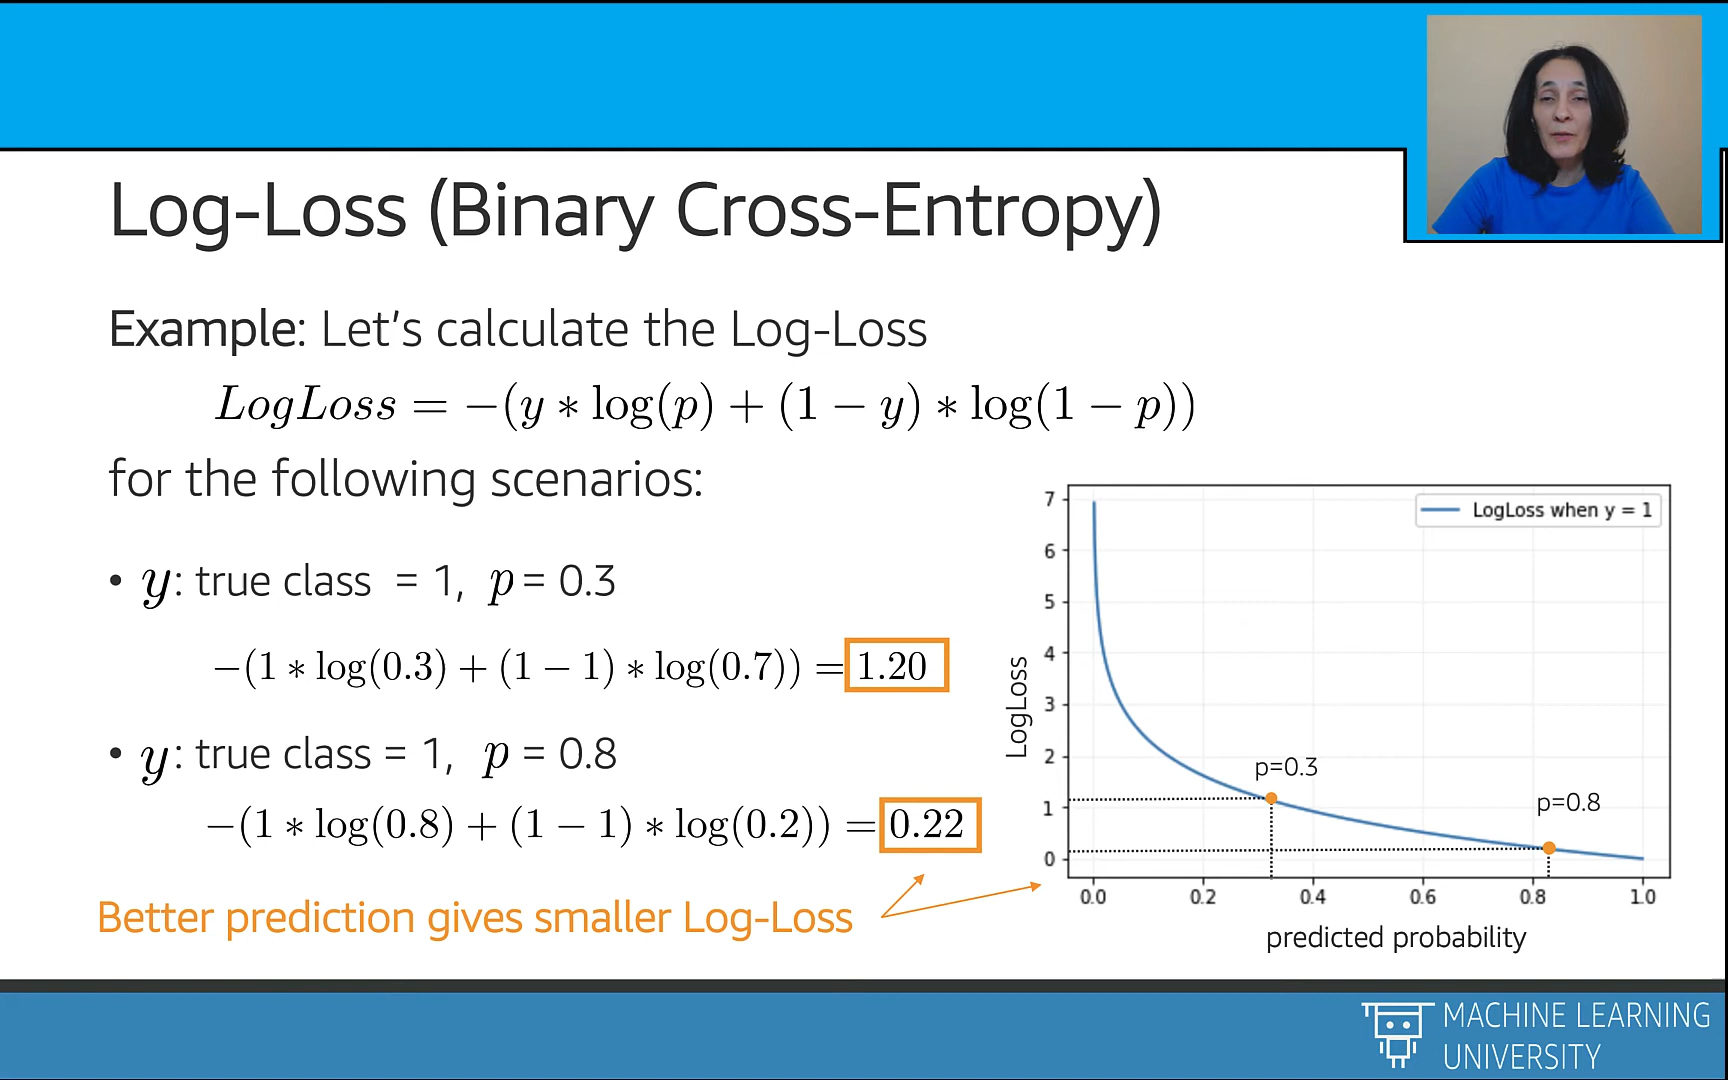 Log-Loss (Binary Cross-Entropy)
Example: Let's calculate the Log-Loss
LogLoss = −(y ∗ log(p) + (1 − y) ∗ log(1 − p))
for the following scenarios:
• y: true class = 1, p = 0.3
−(1 ∗ log(0.3) + (1 − 1) ∗ log(0.7)) = 1.20
• y: true class = 1, p = 0.8
−(1 ∗ log(0.8) + (1 − 1) ∗ log(0.2)) = 0.22
Better prediction gives smaller Log-Loss
LogLoss when y = 1
7
6
5
4
3
2
1
0
LogLoss
p=0.3
p=0.8
0.0 0.2 0.4 0.6 0.8 1.0
predicted probability
MACHINE LEARNING
UNIVERSITY